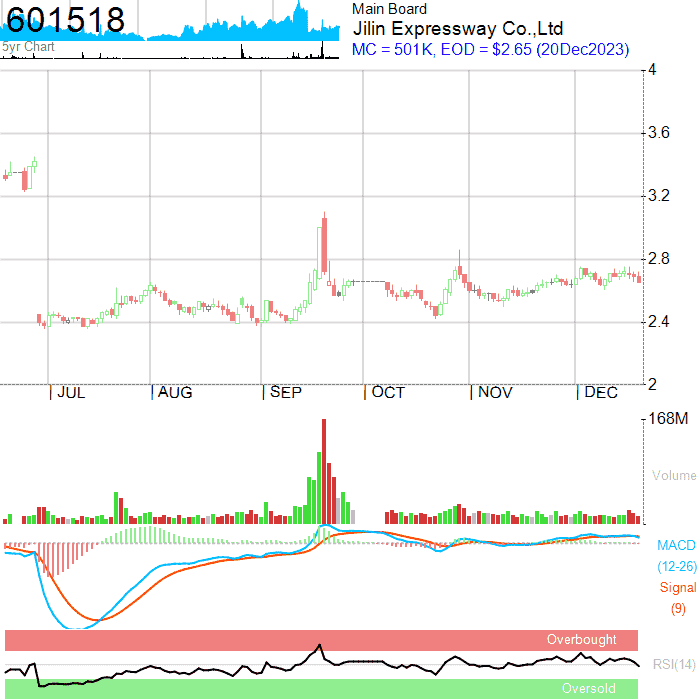 601518
5yr Chart
Main Board
Jilin Expressway Co.,Ltd
MC = 501K, EOD = $2.65 (20Dec2023)
4
3.6
3.2
2.8
2.4
2
JUL
AUG
SEP
OCT
NOV
DEC
168M
Volume
MACD
(12-26)
Signal
(9)
Overbought
RSI(14)
Oversold